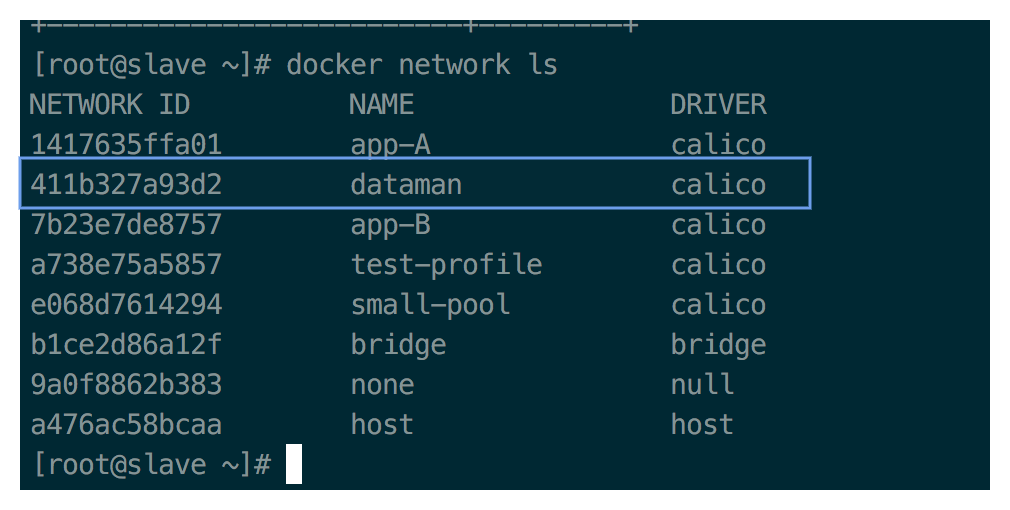 +--------------------------+---------+
[root@slave ~]# docker network ls
NETWORK ID          NAME                DRIVER
1417635ffa01        app-A               calico
411b327a93d2        dataman             calico
7b23e7de8757        app-B               calico
a738e75a5857        test-profile        calico
e068d7614294        small-pool          calico
b1ce2d86a12f        bridge              bridge
9a0f8862b383        none                null
a476ac58bcaa        host                host
[root@slave ~]#